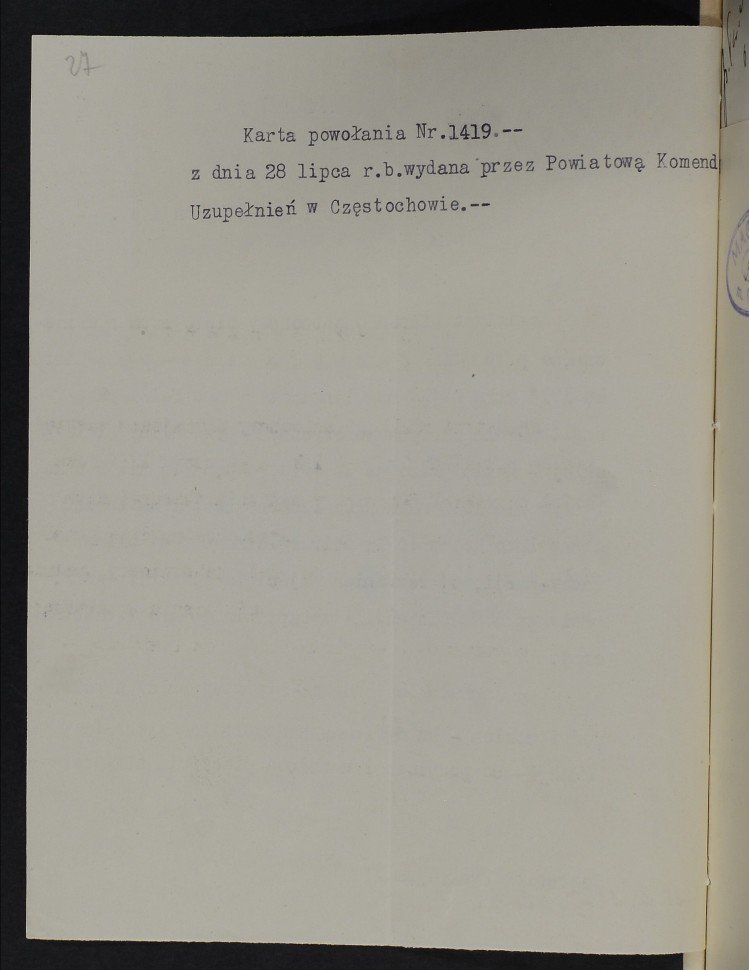 27
Karta powołania Nr.1419.--
z dnia 28 lipca r.b.wydana przez Powiatową Komend
Uzupełnień w Częstochowie.--